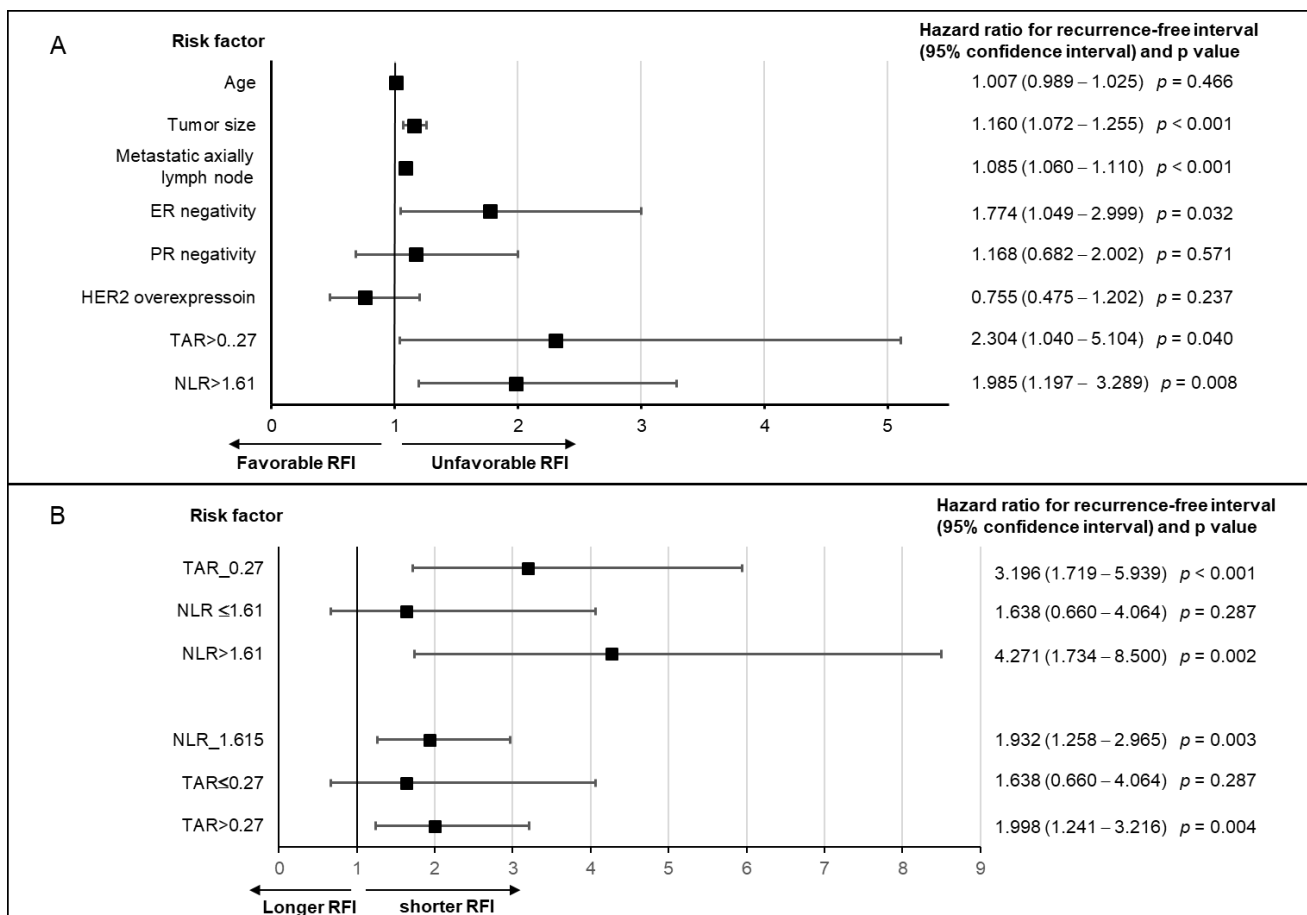 A
Risk factor
Hazard ratio for recurrence-free interval
(95% confidence interval) and p value
Age
1.007 (0.989 – 1.025) p = 0.466
Tumor size
1.160 (1.072 – 1.255) p < 0.001
Metastatic axially
lymph node
1.085 (1.060 – 1.110) p < 0.001
ER negativity
1.774 (1.049 – 2.999) p = 0.032
PR negativity
1.168 (0.682 – 2.002) p = 0.571
HER2 overexpressoin
0.755 (0.475 – 1.202) p = 0.237
TAR>0..27
2.304 (1.040 – 5.104) p = 0.040
NLR>1.61
1.985 (1.197 – 3.289) p = 0.008
0 1 2 3 4 5
Favorable RFI Unfavorable RFI
B
Risk factor
Hazard ratio for recurrence-free interval
(95% confidence interval) and p value
TAR_0.27
3.196 (1.719 – 5.939) p < 0.001
NLR ≤1.61
1.638 (0.660 – 4.064) p = 0.287
NLR>1.61
4.271 (1.734 – 8.500) p = 0.002
NLR_1.615
1.932 (1.258 – 2.965) p = 0.003
TAR≤0.27
1.638 (0.660 – 4.064) p = 0.287
TAR>0.27
1.998 (1.241 – 3.216) p = 0.004
0 1 2 3 4 5 6 7 8 9
Longer RFI shorter RFI